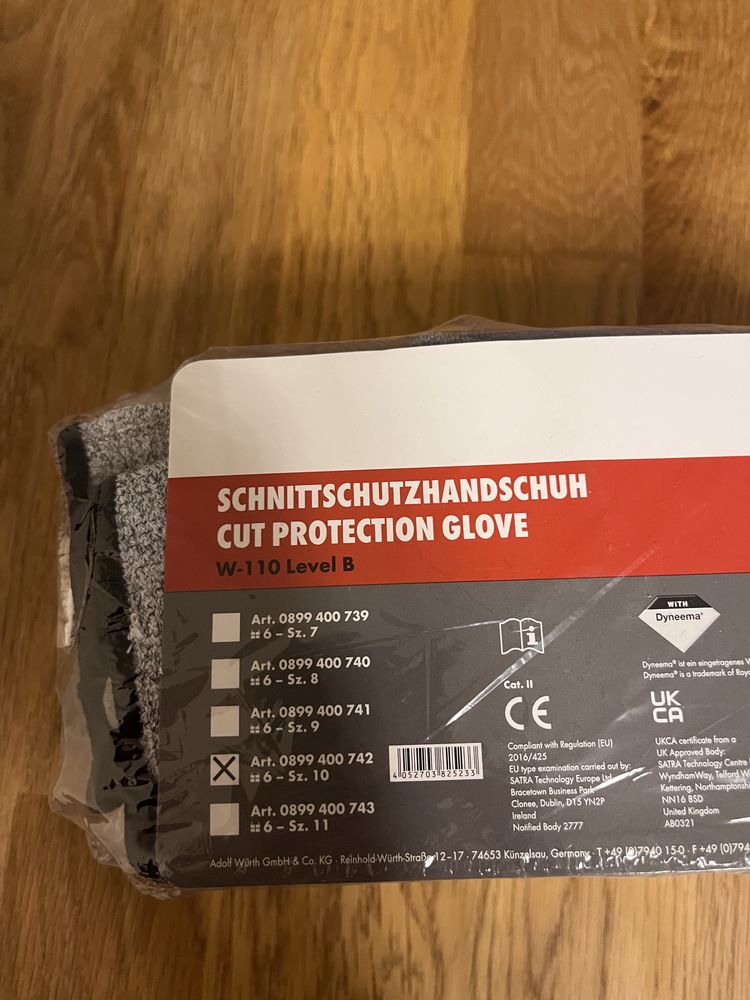 SCHNITTSCHUTZHANDSCHUH
CUT PROTECTION GLOVE
W-110 Level B
Art. 0899 400 739
6 – Sz. 7
Art. 0899 400 740
6 – Sz. 8
Art. 0899 400 741
6 – Sz. 9
Art. 0899 400 742
6 – Sz. 10
Art. 0899 400 743
6 – Sz. 11
4 052703 825233
i
Cat. II
CE
Compliant with Regulation (EU)
2016/425
EU type examination carried out by:
SATRA Technology Europe Ltd
Bracetown Business Park
Clonee, Dublin, D15 YN2P
Ireland
Notified Body 2777
WITH
Dyneema®
Dyneema® ist ein eingetragenes
Dyneema® is a trademark of
UK
CA
UKCA certificate from a
UK Approved Body:
SATRA Technology Centre
WyndhamWay, Telford
Kettering,
NN16 8SD
United Kingdom
AB0321
Adolf Würth GmbH & Co. KG · Reinhold-Würth-Straße 12–17 · 74653 Künzelsau, Germany · T +49 (0)7940 15-0 · F +49 (0)794